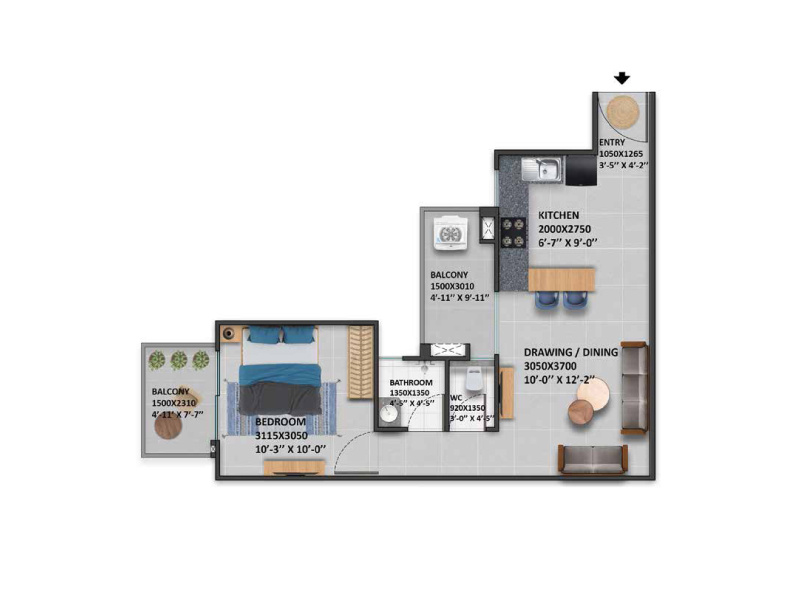 ENTRY
1050X1265
3'-5'' X 4'-2''
KITCHEN
2000X2750
6'-7'' X 9'-0''
BALCONY
1500X3010
4'-11'' X 9'-11''
DRAWING / DINING
3050X3700
10'-0'' X 12'-2''
BATHROOM
1350X1350
4'-5'' X 4'-5''
WC
920X1350
3'-0'' X 4'-5''
BALCONY
1500X2310
4'-11' X 7'-7''
BEDROOM
3115X3050
10'-3'' X 10'-0''